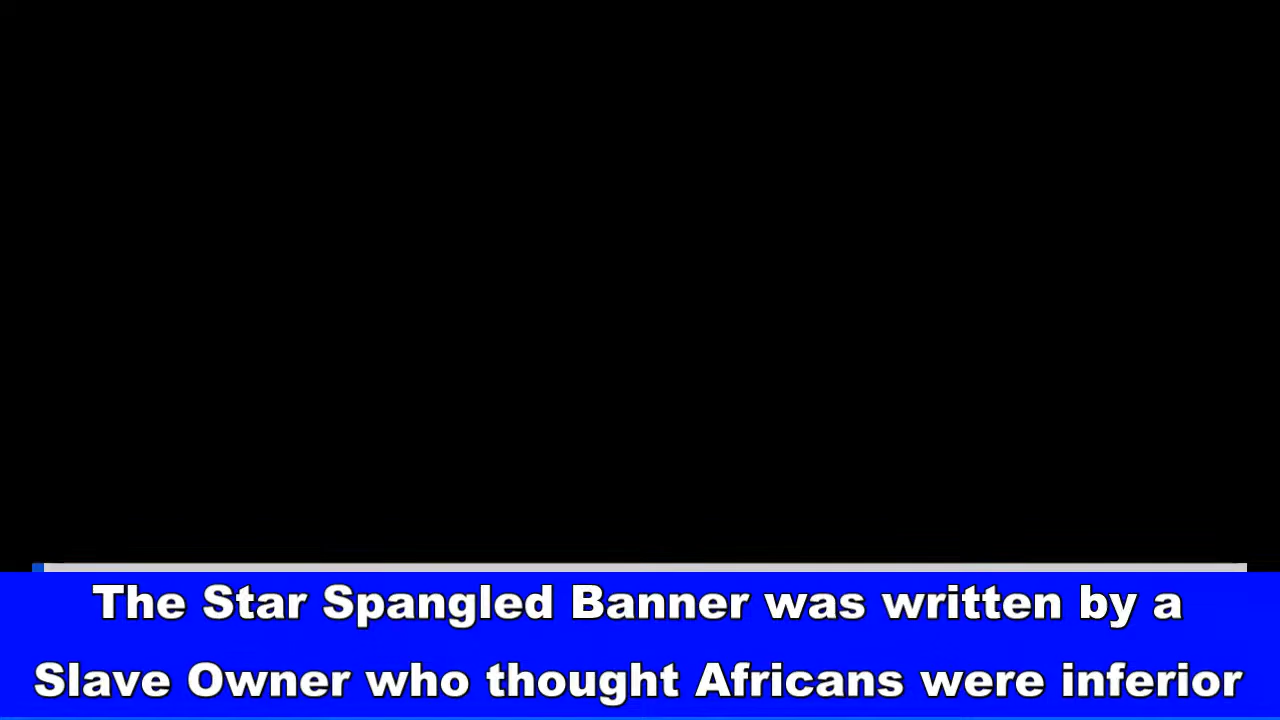 The Star Spangled Banner was written by a
Slave Owner who thought Africans were inferior